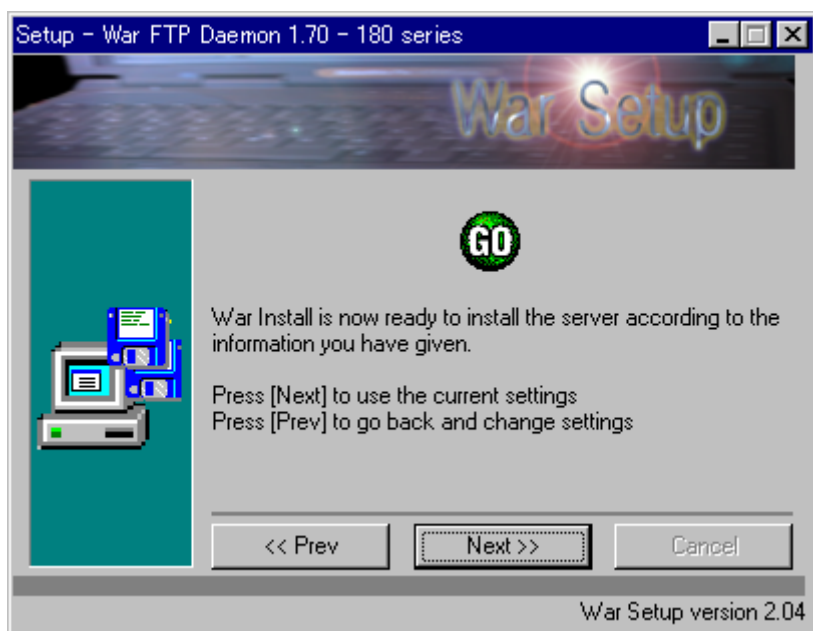 Setup - War FTP Daemon 1.70 - 180 series
War Setup
GO
War Install is now ready to install the server according to the
information you have given.
Press [Next] to use the current settings
Press [Prev] to go back and change settings
<< Prev
Next >>
Cancel
War Setup version 2.04